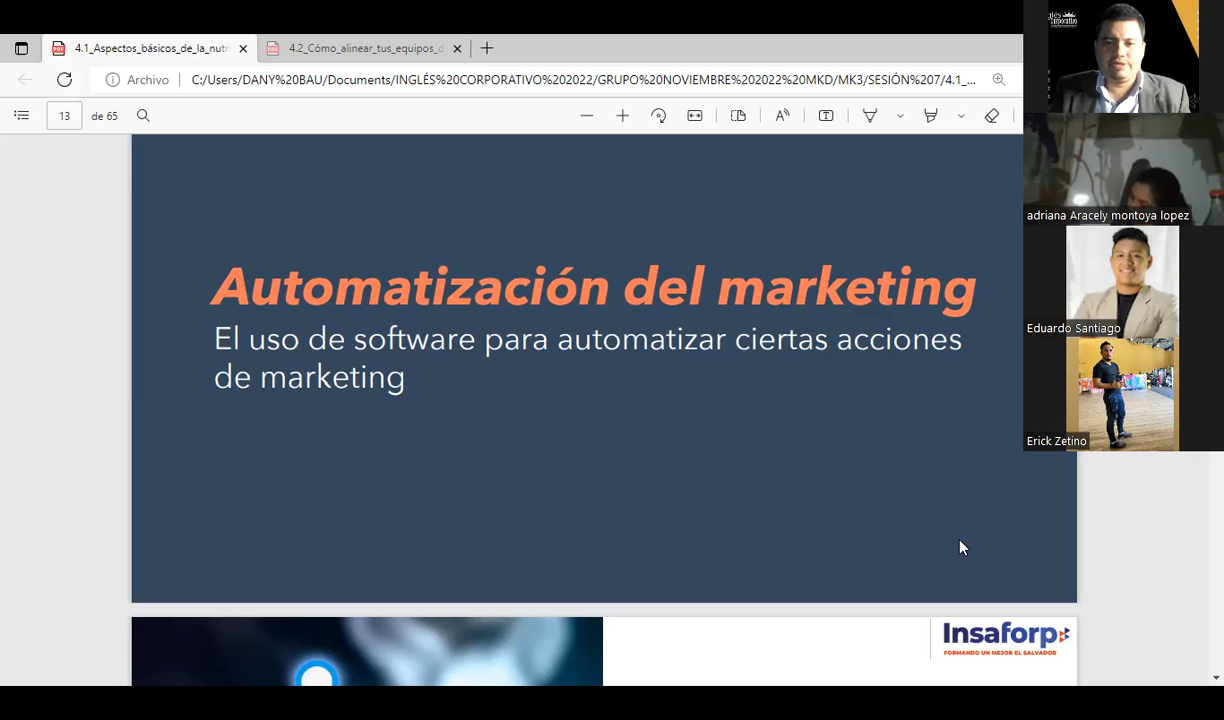 4.1_Aspectos_básicos_de_la_nutr
4.2_Cómo_alinear_tus_equipos_d
Archivo
C:/Users/DANY%20BAU/Documents/INGLÉS%20CORPORATIVO%202022/GRUPO%20NOVIEMBRE%202022%20MKD/MK3/SESIÓN%207/4.1_...
13 de 65
Automatización del marketing
El uso de software para automatizar ciertas acciones
de marketing
Insaforp
FORMANDO UN MEJOR EL SALVADOR
adriana Aracely montoya lopez
Eduardo Santiago
Erick Zetino